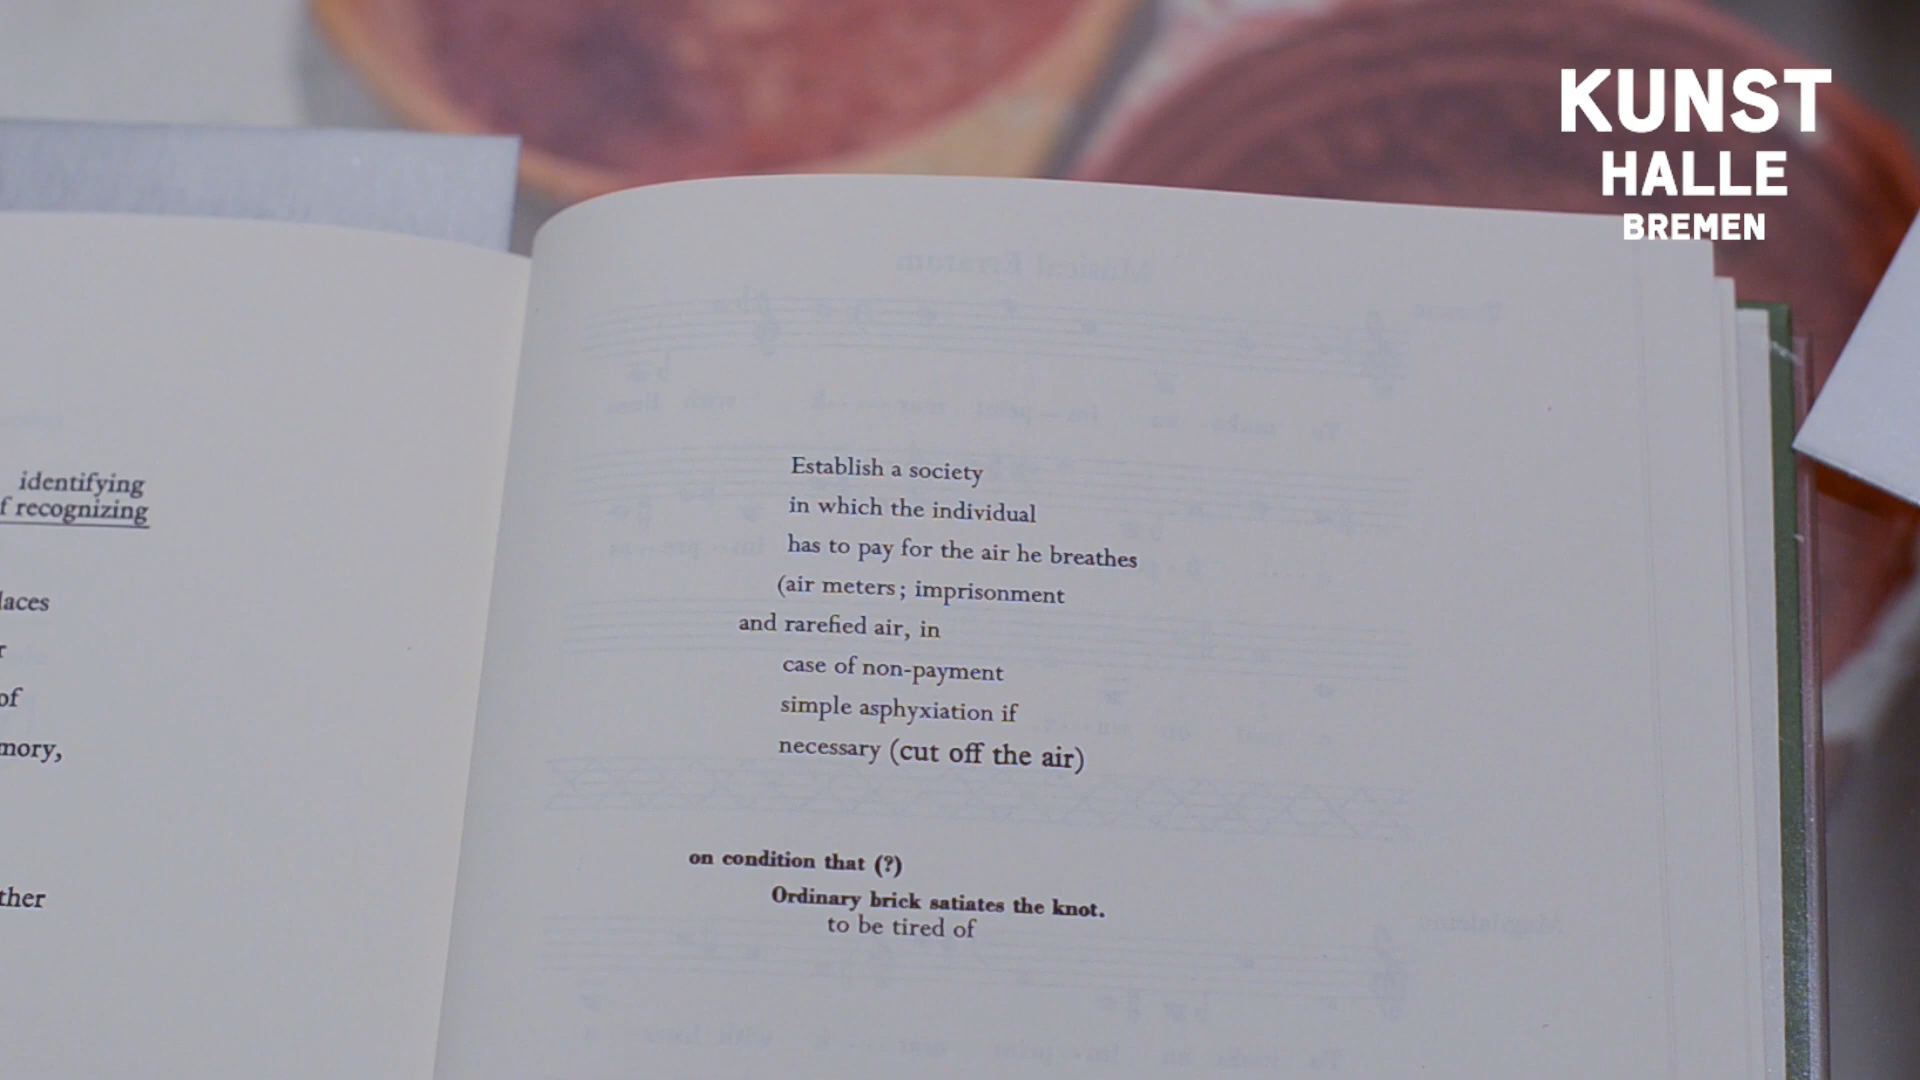 KUNST
HALLE
BREMEN
identifying
f recognizing
laces
r
of
mory,
ther
Establish a society
in which the individual
has to pay for the air he breathes
(air meters; imprisonment
and rarefied air, in
case of non-payment
simple asphyxiation if
necessary (cut off the air)
on condition that (?)
Ordinary brick satiates the knot.
to be tired of